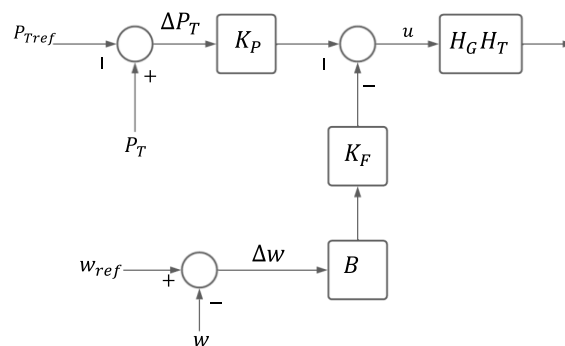 P_Tref
ΔP_T
K_P
u
H_G H_T
ı
+
ı
−
P_T
K_F
w_ref
Δw
B
+
−
w